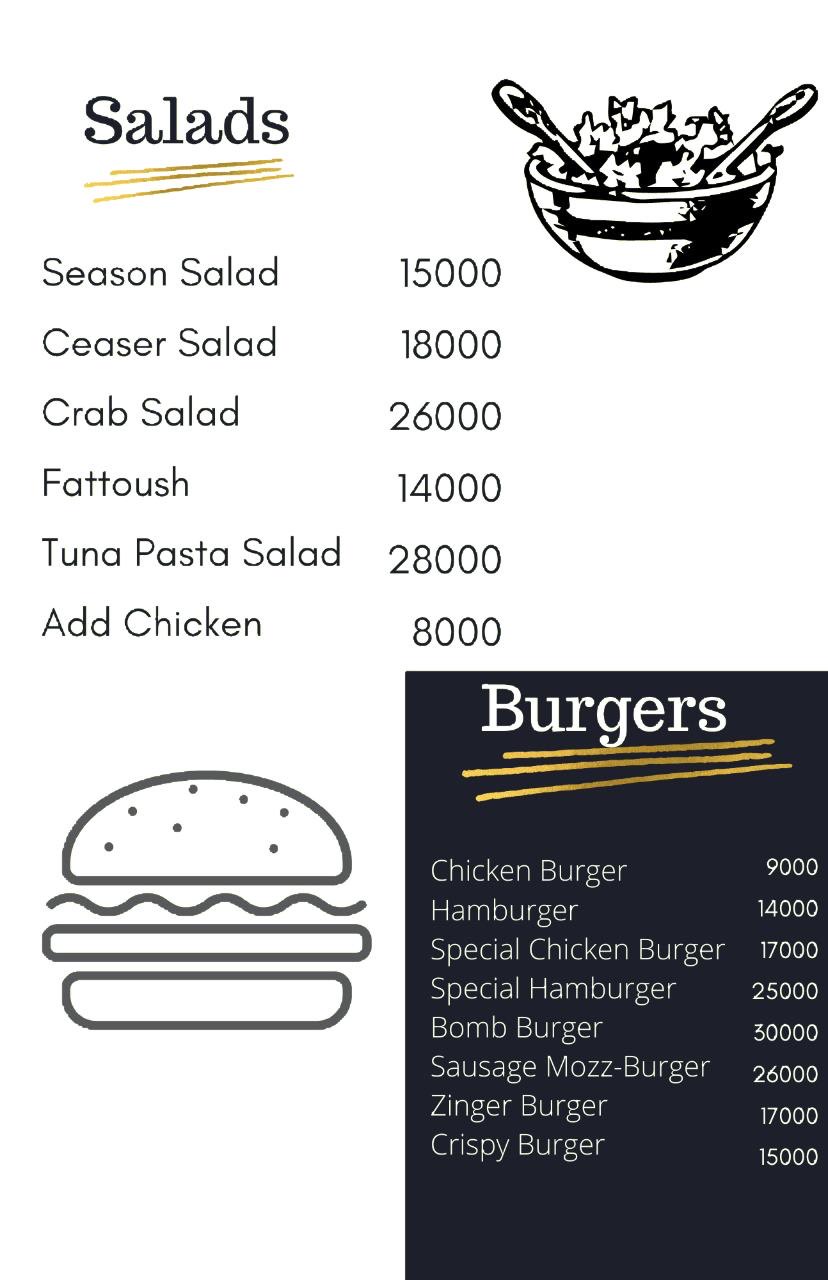 Salads
Season Salad 15000
Ceaser Salad 18000
Crab Salad 26000
Fattoush 14000
Tuna Pasta Salad 28000
Add Chicken 8000
Burgers
Chicken Burger 9000
Hamburger 14000
Special Chicken Burger 17000
Special Hamburger 25000
Bomb Burger 30000
Sausage Mozz-Burger 26000
Zinger Burger 17000
Crispy Burger 15000